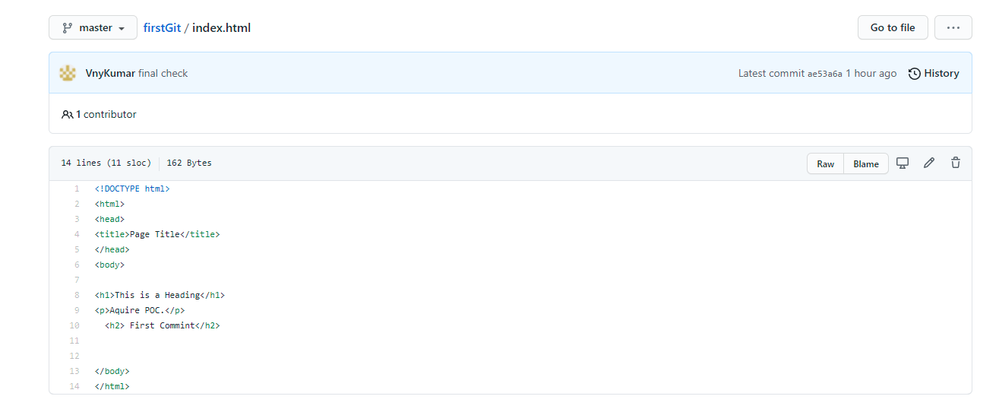 master firstGit / index.html Go to file ...
VnyKumar final check Latest commit ae53a6a 1 hour ago History
1 contributor
14 lines (11 sloc) 162 Bytes Raw Blame
1 <!DOCTYPE html>
2 <html>
3 <head>
4 <title>Page Title</title>
5 </head>
6 <body>
7
8 <h1>This is a Heading</h1>
9 <p>Aquire POC.</p>
10 <h2> First Commint</h2>
11
12
13 </body>
14 </html>